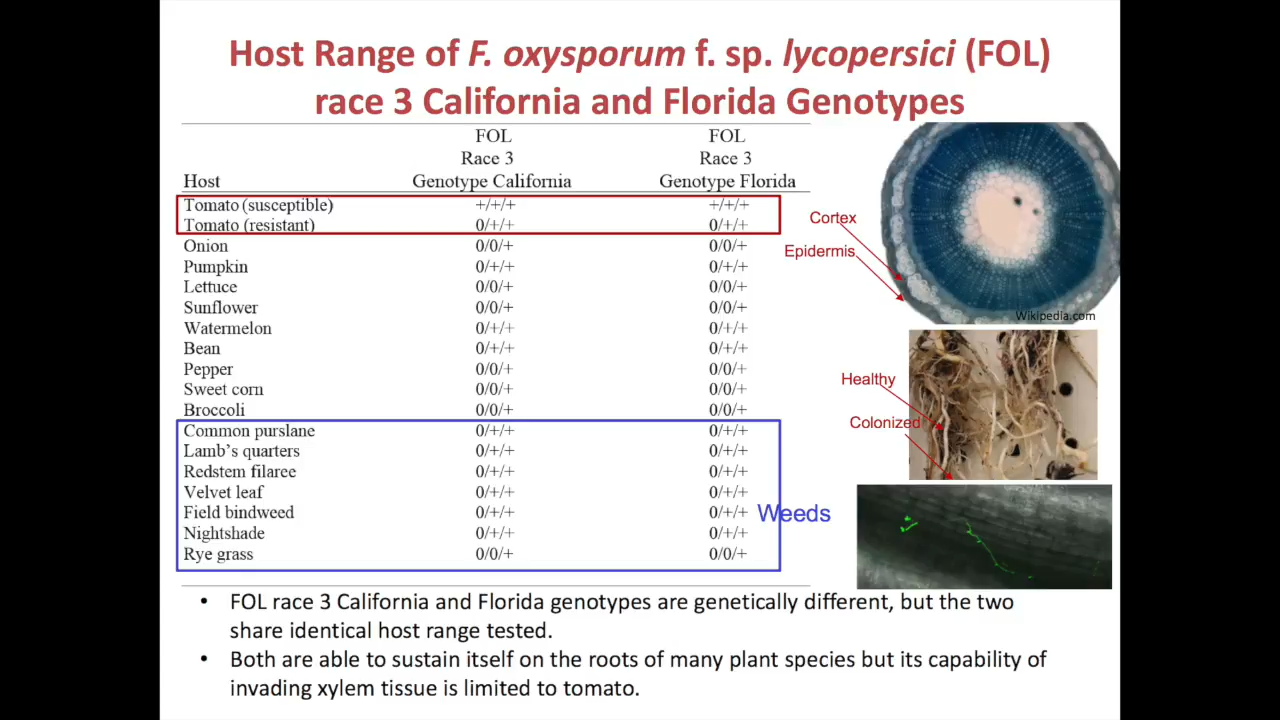 Host Range of F. oxysporum f. sp. lycopersici (FOL)
race 3 California and Florida Genotypes
FOL FOL
Race 3 Race 3
Host Genotype California Genotype Florida
Tomato (susceptible) +/+/+ +/+/+
Tomato (resistant) 0/+/+ 0/+/+
Onion 0/0/+ 0/0/+
Pumpkin 0/+/+ 0/+/+
Lettuce 0/0/+ 0/0/+
Sunflower 0/0/+ 0/0/+
Watermelon 0/+/+ 0/+/+
Bean 0/+/+ 0/+/+
Pepper 0/0/+ 0/0/+
Sweet corn 0/0/+ 0/0/+
Broccoli 0/0/+ 0/0/+
Common purslane 0/+/+ 0/+/+
Lamb's quarters 0/+/+ 0/+/+
Redstem filaree 0/+/+ 0/+/+
Velvet leaf 0/+/+ 0/+/+
Field bindweed 0/+/+ 0/+/+
Nightshade 0/+/+ 0/+/+
Rye grass 0/0/+ 0/0/+
Weeds
Cortex
Epidermis
Wikipedia.com
Healthy
Colonized
• FOL race 3 California and Florida genotypes are genetically different, but the two
share identical host range tested.
• Both are able to sustain itself on the roots of many plant species but its capability of
invading xylem tissue is limited to tomato.